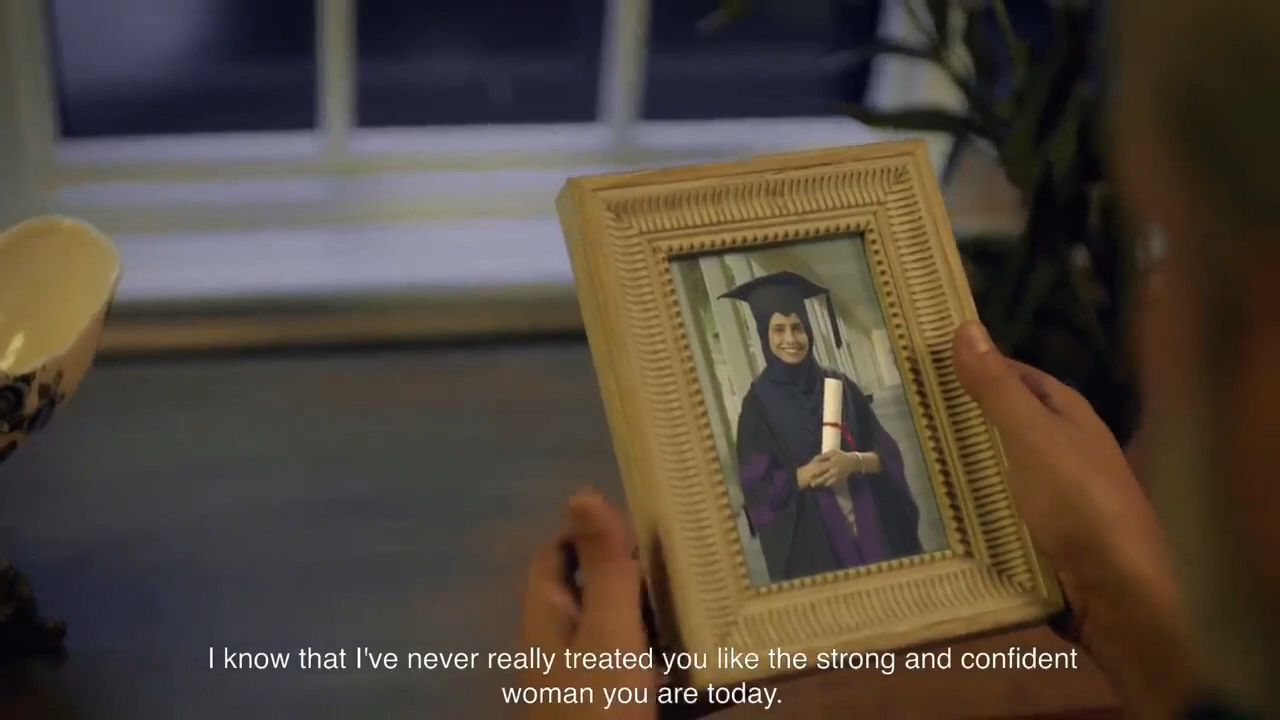 I know that I've never really treated you like the strong and confident
woman you are today.